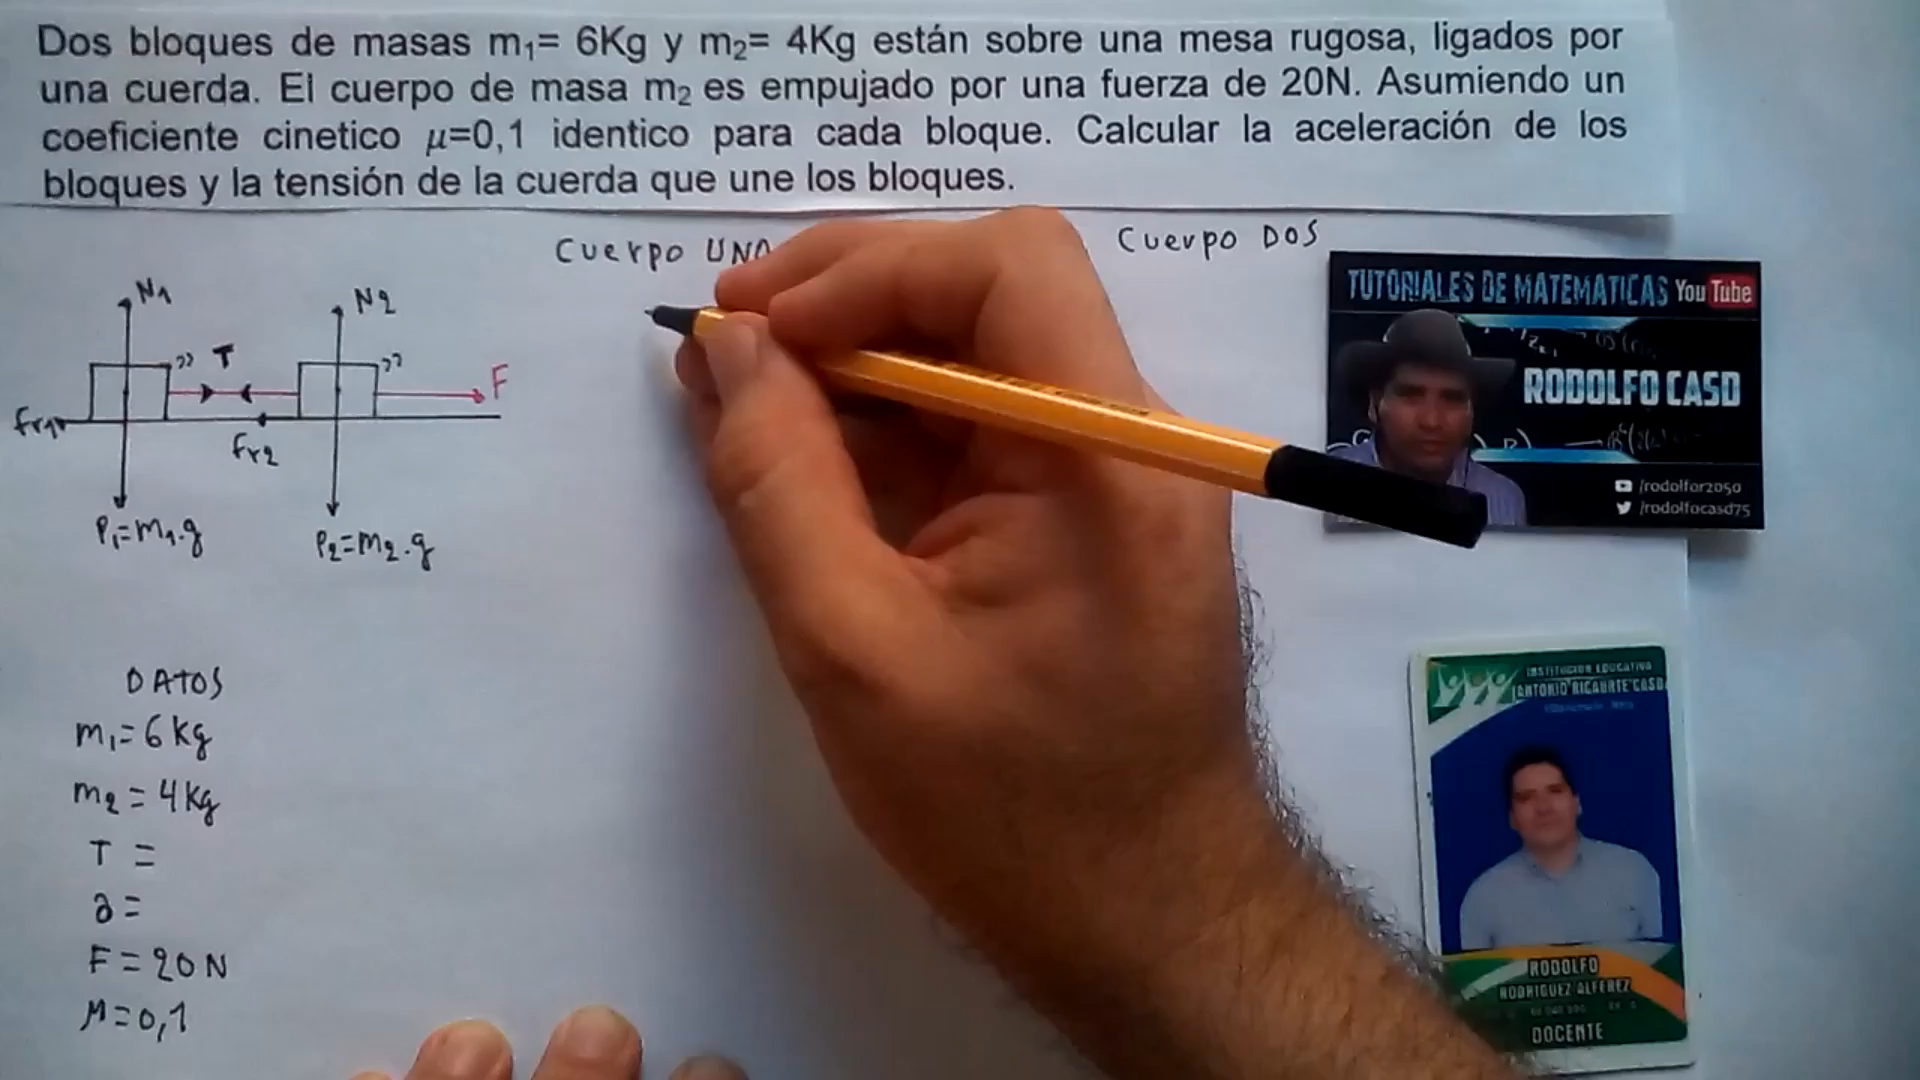 Dos bloques de masas m₁= 6Kg y m₂= 4Kg están sobre una mesa rugosa, ligados por
una cuerda. El cuerpo de masa m₂ es empujado por una fuerza de 20N. Asumiendo un
coeficiente cinetico μ=0,1 identico para cada bloque. Calcular la aceleración de los
bloques y la tensión de la cuerda que une los bloques.
Cuerpo UNO
Cuerpo DOS
N1
N2
T
F
fr1
fr2
P₁=m₁.g
P₂=m₂.g
DATOS
m₁=6kg
m₂=4kg
T =
a =
F=20N
M=0,1
TUTORIALES DE MATEMATICAS YouTube
RODOLFO CASD
/rodolfor2050
/rodolfocasd75
INSTITUCION EDUCATIVA
ANTONIO RICAURTE CASD
RODOLFO
RODRIGUEZ ALFEREZ
DOCENTE